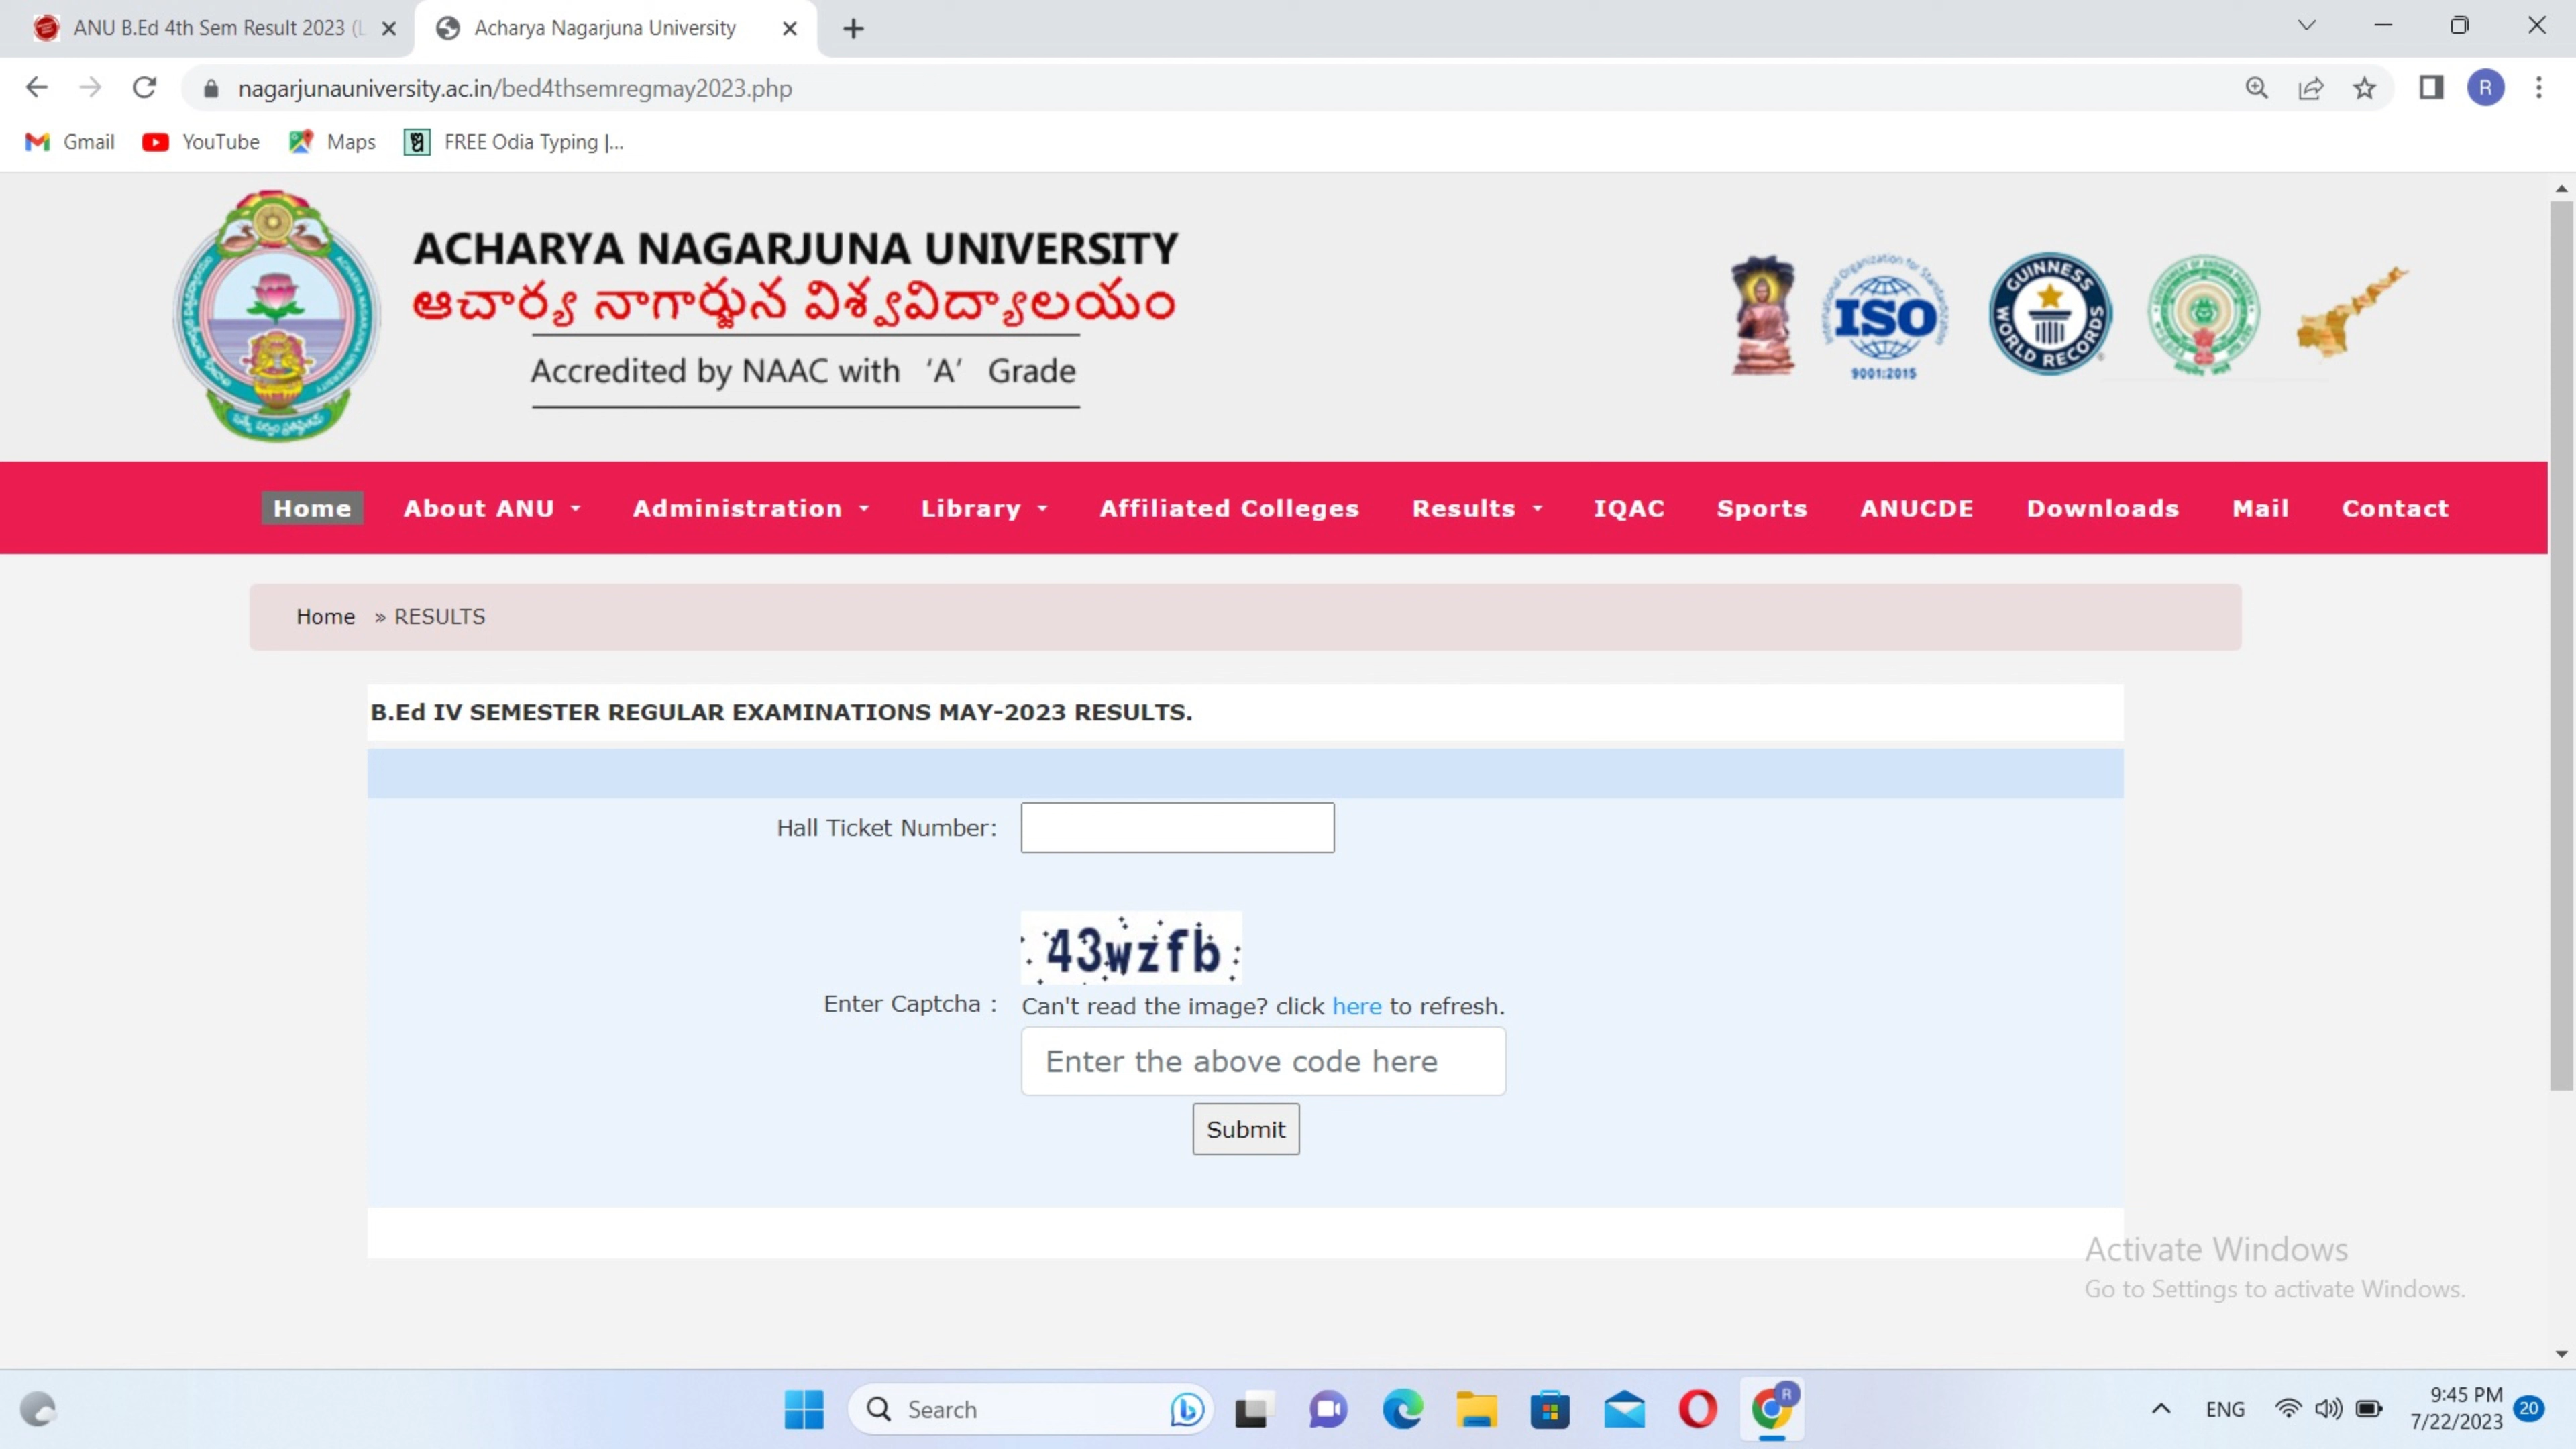 ANU B.Ed 4th Sem Result 2023 (L
Acharya Nagarjuna University
nagarjunauniversity.ac.in/bed4thsemregmay2023.php
R
Gmail YouTube Maps FREE Odia Typing |...
ACHARYA NAGARJUNA UNIVERSITY
ఆచార్య నాగార్జున విశ్వవిద్యాలయం
Accredited by NAAC with ‘A’ Grade
International Organization for Standardization
ISO
9001:2015
GUINNESS
WORLD RECORDS
Home About ANU Administration Library Affiliated Colleges Results IQAC Sports ANUCDE Downloads Mail Contact
Home » RESULTS
B.Ed IV SEMESTER REGULAR EXAMINATIONS MAY-2023 RESULTS.
Hall Ticket Number:
43wzfb
Enter Captcha : Can't read the image? click here to refresh.
Enter the above code here
Submit
Activate Windows
Go to Settings to activate Windows.
Search
R
ENG
9:45 PM
7/22/2023
20